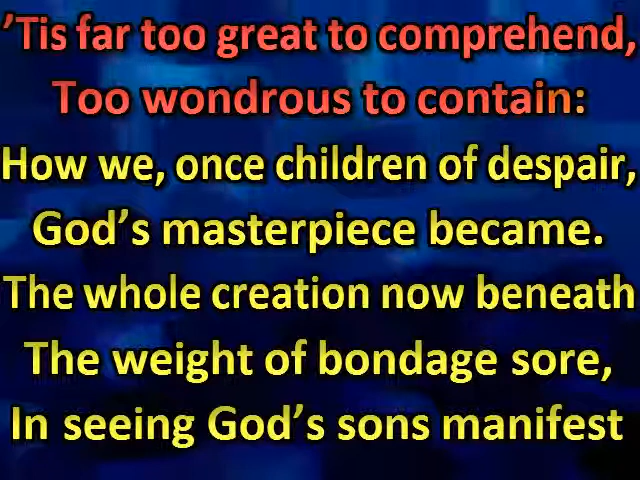 ’Tis far too great to comprehend,
Too wondrous to contain:
How we, once children of despair,
God’s masterpiece became.
The whole creation now beneath
The weight of bondage sore,
In seeing God’s sons manifest